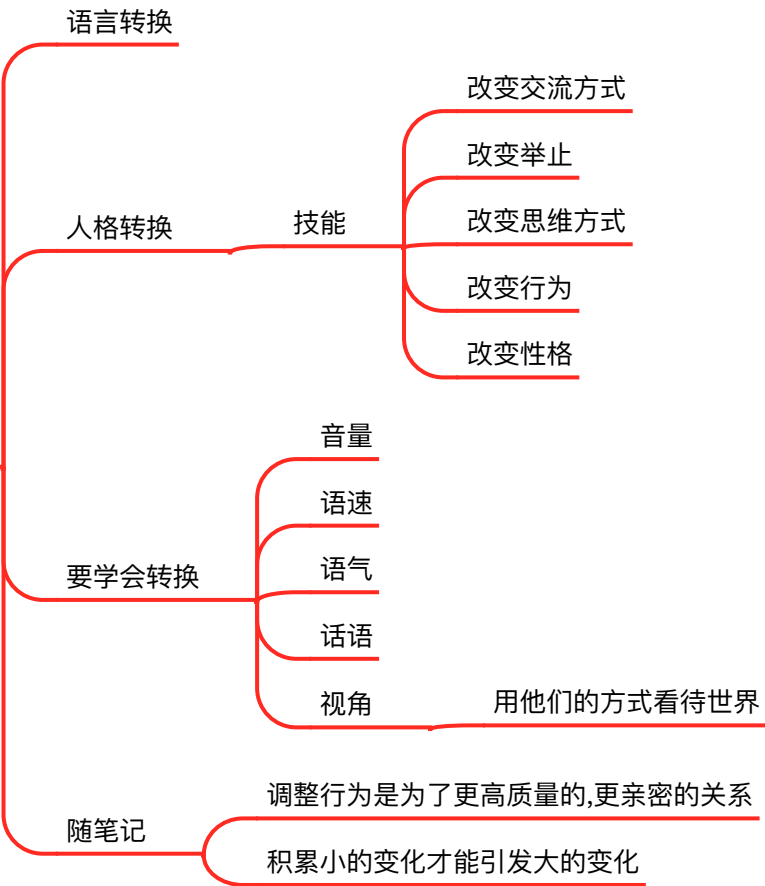 语言转换
人格转换
技能
改变交流方式
改变举止
改变思维方式
改变行为
改变性格
要学会转换
音量
语速
语气
话语
视角
用他们的方式看待世界
随笔记
调整行为是为了更高质量的,更亲密的关系
积累小的变化才能引发大的变化